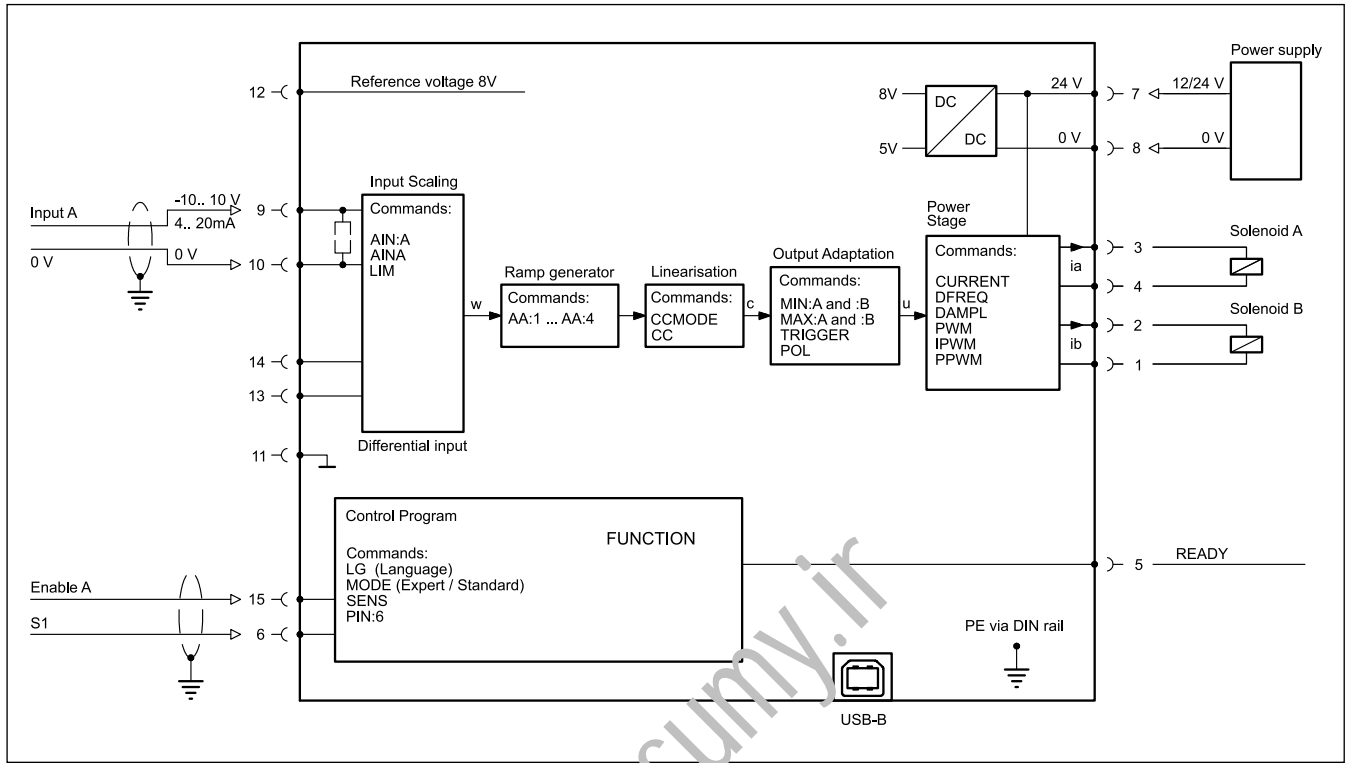 Power supply
12
Reference voltage 8V
8V
DC
DC
5V
24 V
7
12/24 V
0 V
8
0 V
Input Scaling
Commands:
AIN:A
AINA
LIM
Differential input
Input A
-10.. 10 V
4.. 20mA
9
0 V
0 V
10
14
13
11
w
Ramp generator
Commands:
AA:1 ... AA:4
Linearisation
Commands:
CCMODE
CC
c
Output Adaptation
Commands:
MIN:A and :B
MAX:A and :B
TRIGGER
POL
u
Power
Stage
Commands:
CURRENT
DFREQ
DAMPL
PWM
IPWM
PPWM
ia
ib
3
4
2
1
Solenoid A
Solenoid B
Control Program
FUNCTION
Commands:
LG (Language)
MODE (Expert / Standard)
SENS
PIN:6
Enable A
15
S1
6
5
READY
PE via DIN rail
USB-B
cumy.ir